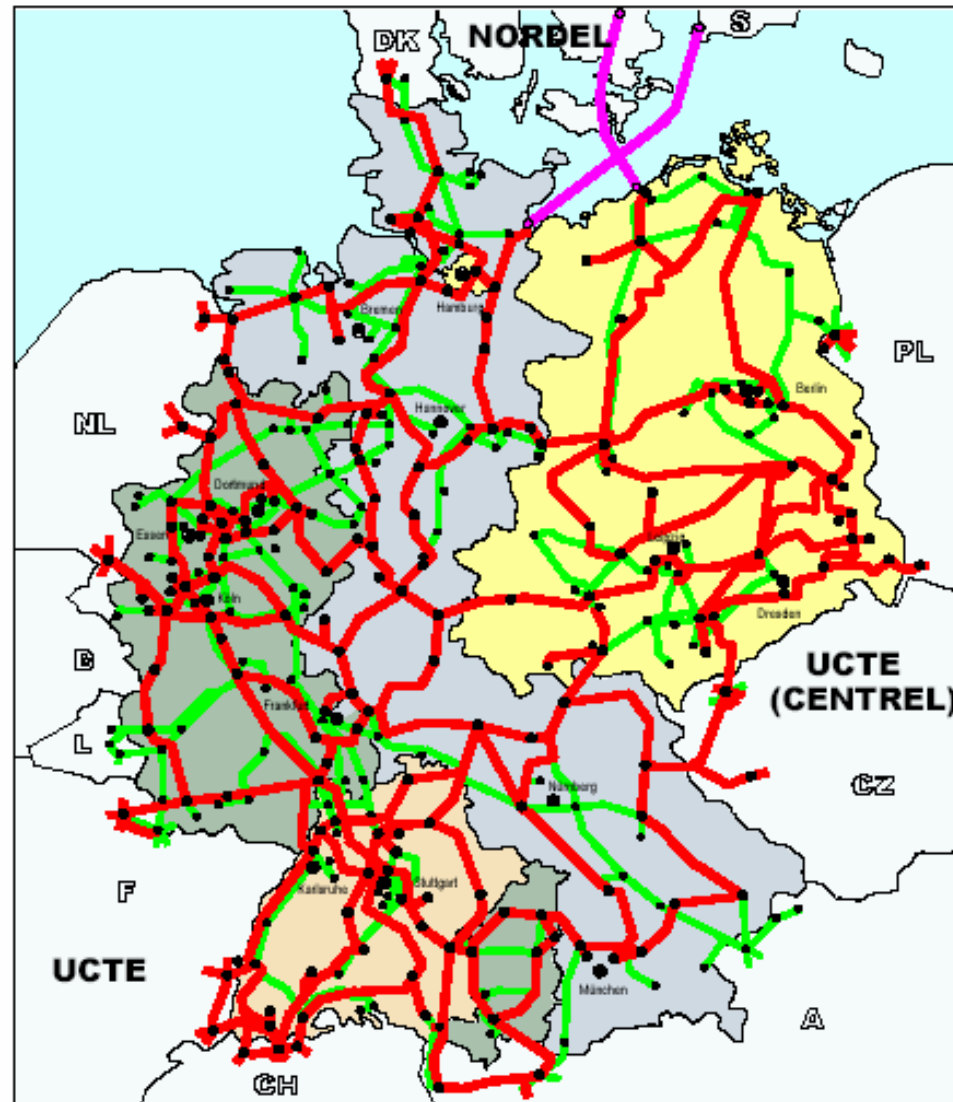 DK
NORDEL
S
PL
Bremen
Hamburg
Berlin
NL
Hannover
Dortmund
Essen
Leipzig
Köln
Dresden
B
UCTE
(CENTREL)
Frankfurt
L
Nürnberg
CZ
F
Karlsruhe
Stuttgart
UCTE
München
A
CH